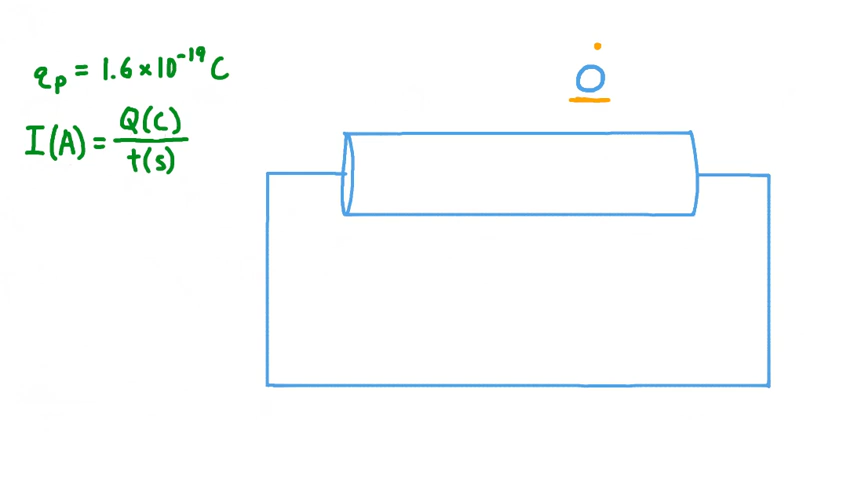 qₚ = 1.6×10⁻¹⁹ C
I(A) = Q(C) / t(s)
O